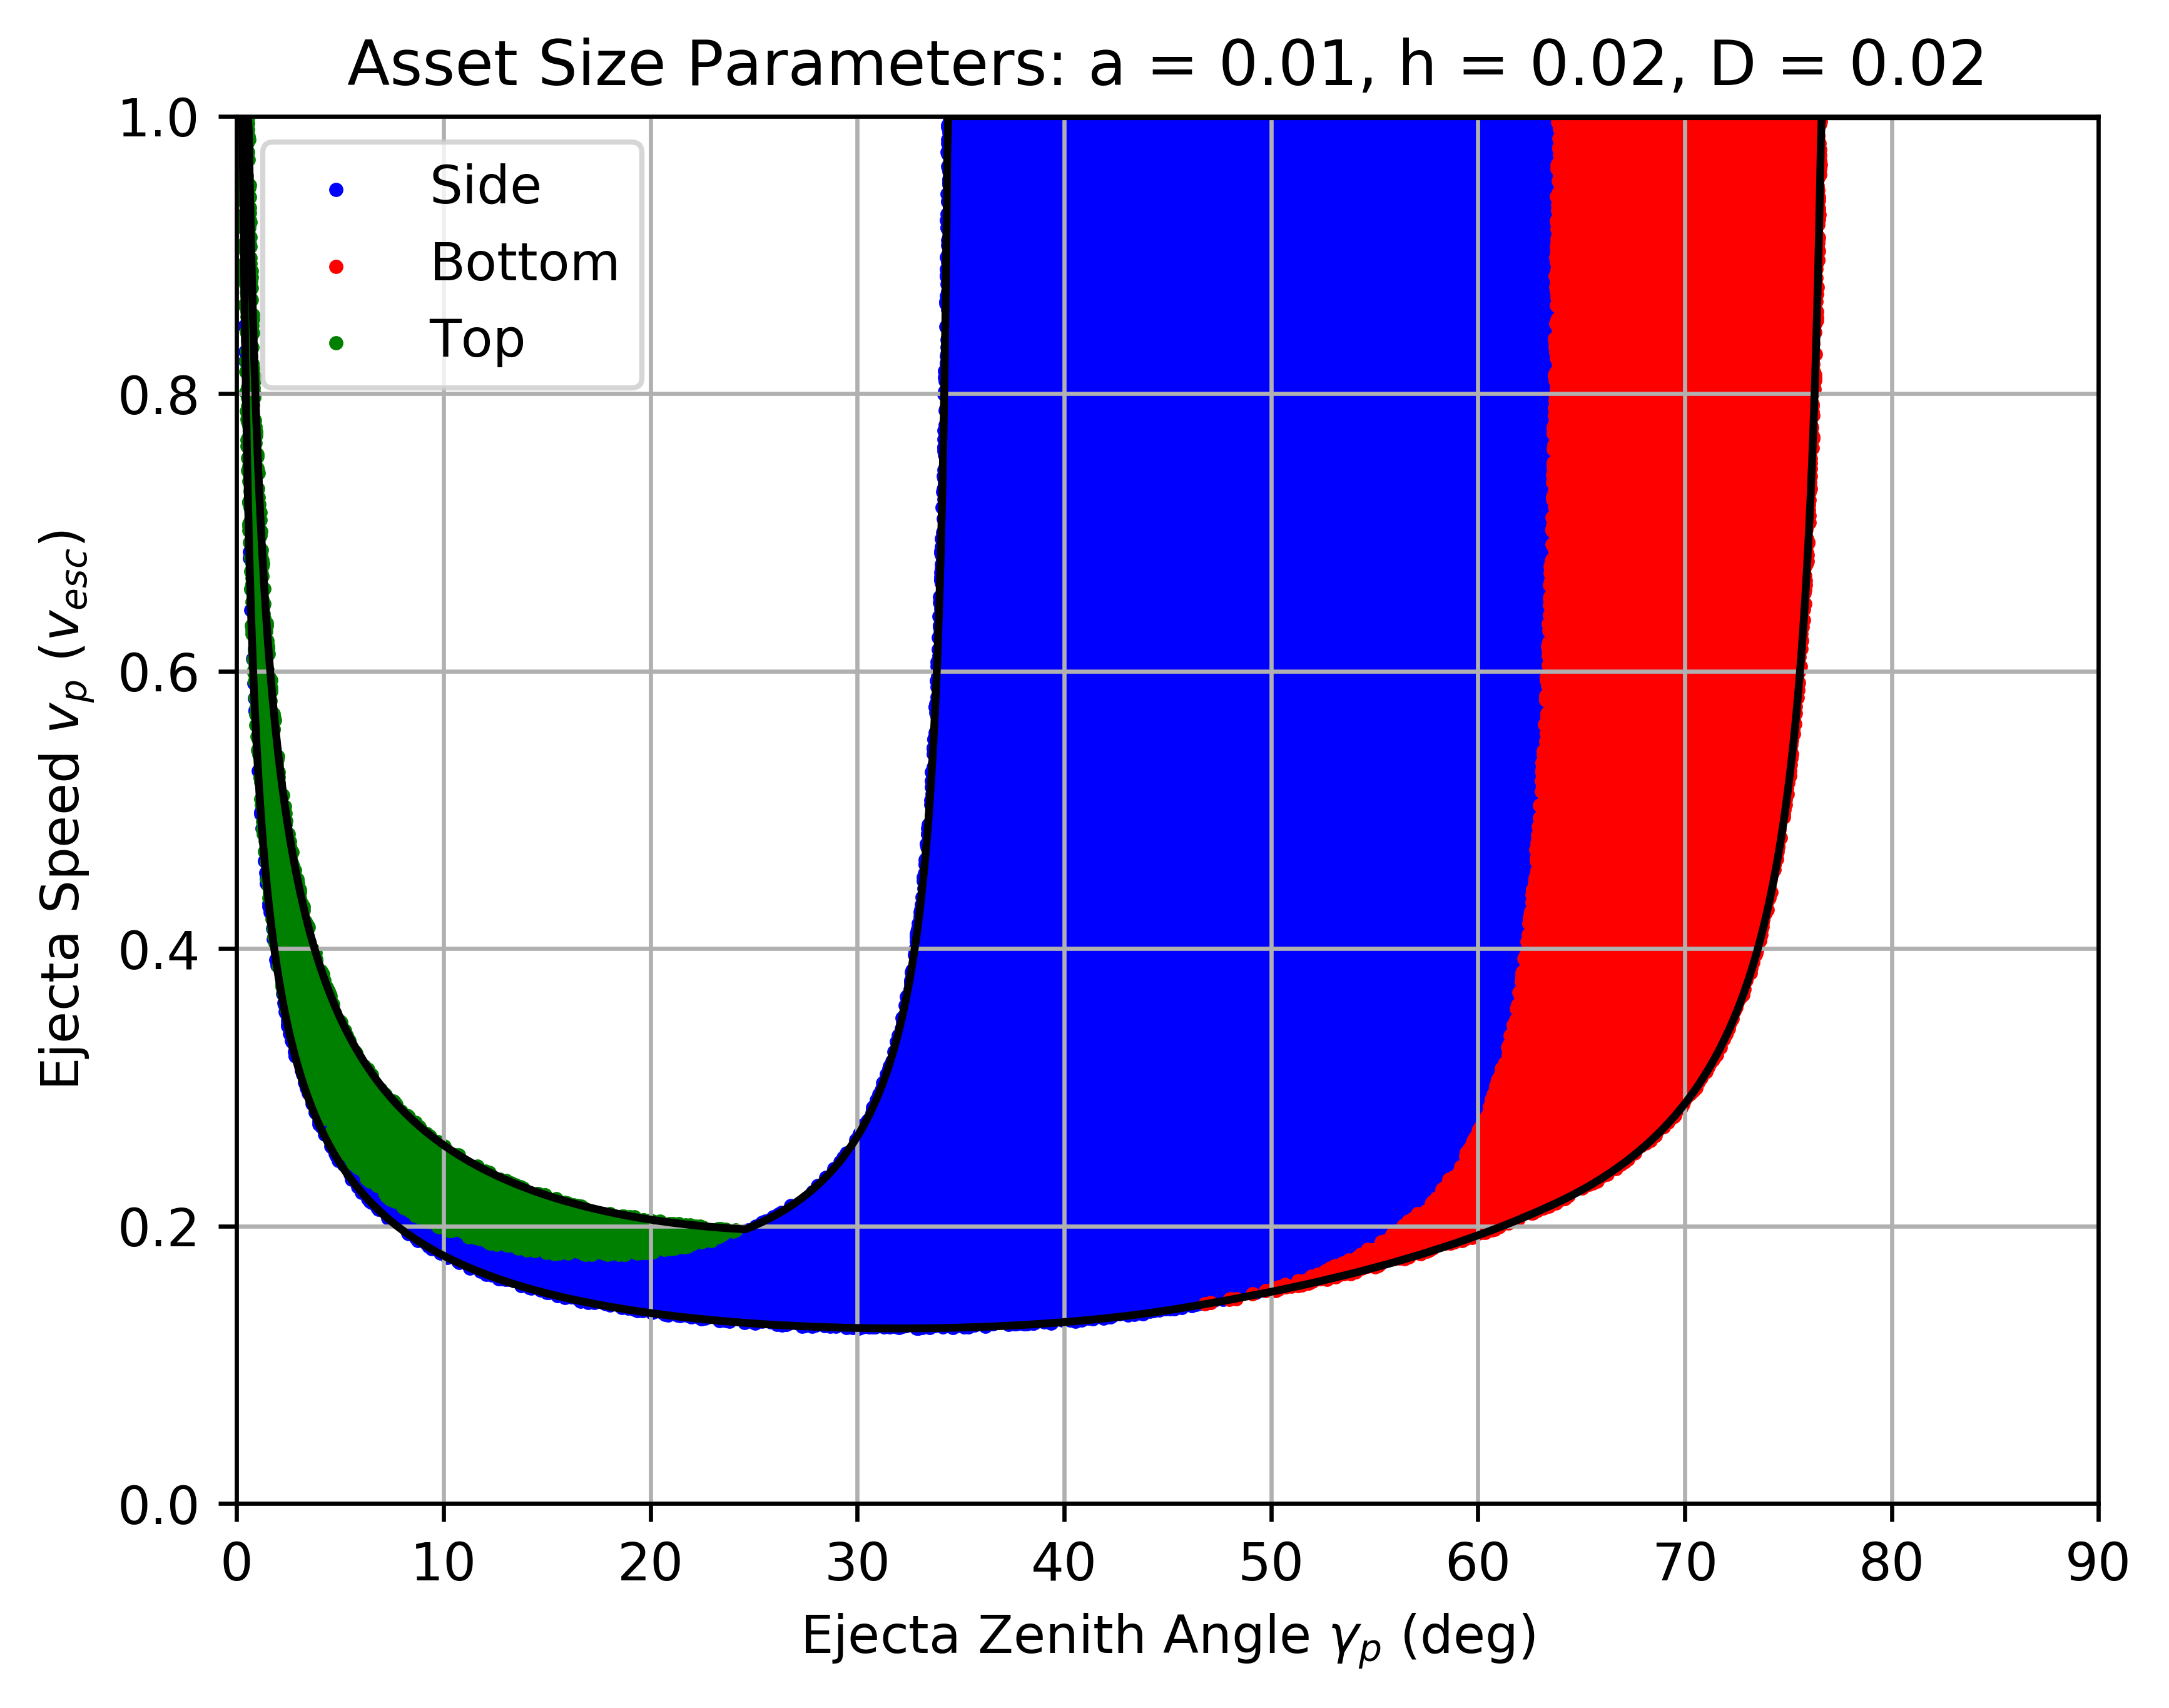 Asset Size Parameters: a = 0.01, h = 0.02, D = 0.02
1.0
0.8
0.6
0.4
0.2
0.0
Ejecta Speed v_p (v_esc)
Side
Bottom
Top
0 10 20 30 40 50 60 70 80 90
Ejecta Zenith Angle γ_p (deg)